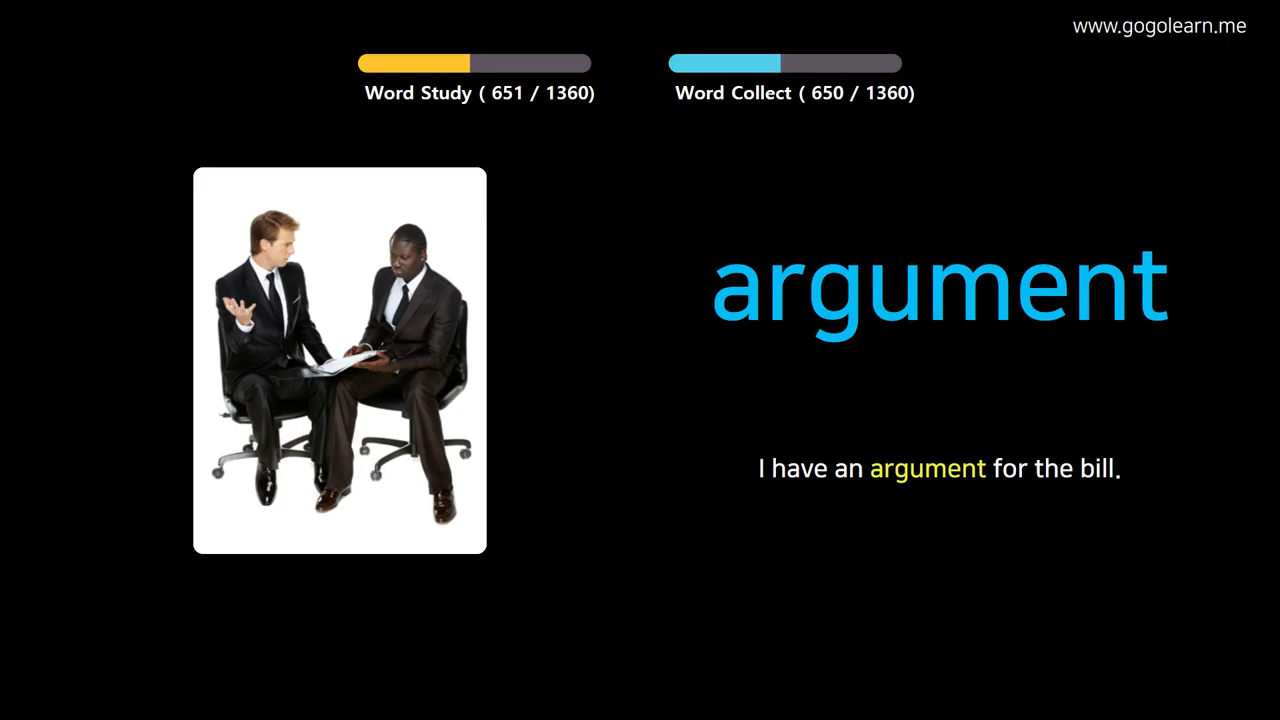 www.gogolearn.me
Word Study ( 651 / 1360)
Word Collect ( 650 / 1360)
argument
I have an argument for the bill.